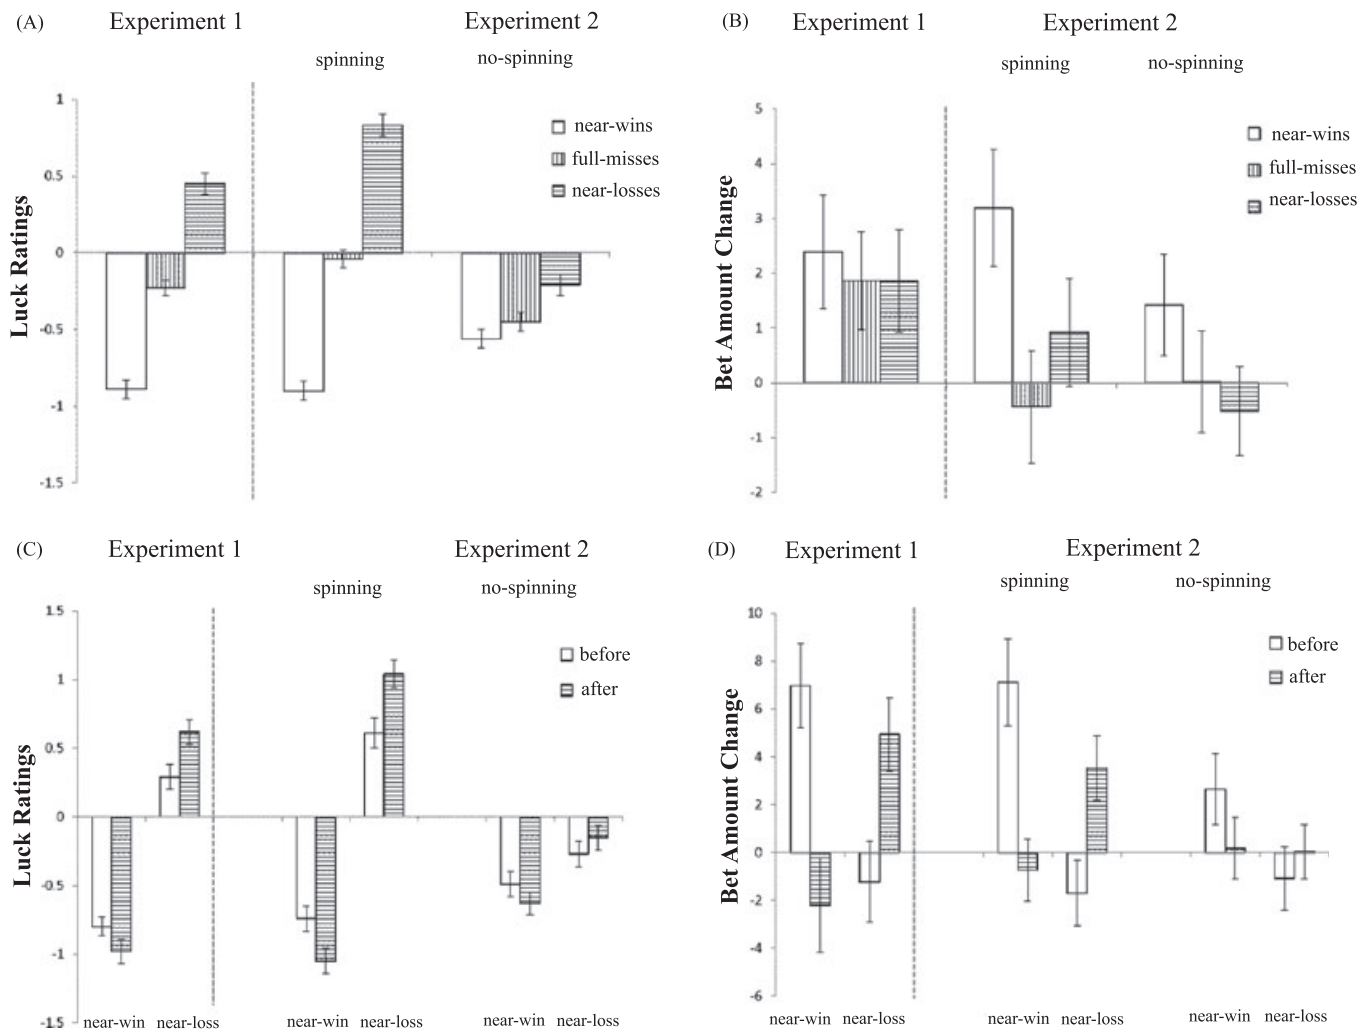 (A) Experiment 1 Experiment 2
spinning no-spinning
1
0.5
0
-0.5
-1
-1.5
Luck Ratings
near-wins
full-misses
near-losses
(B) Experiment 1 Experiment 2
spinning no-spinning
5
4
3
2
1
0
-1
-2
Bet Amount Change
near-wins
full-misses
near-losses
(C) Experiment 1 Experiment 2
spinning no-spinning
1.5
1
0.5
0
-0.5
-1
-1.5
Luck Ratings
before
after
near-win near-loss near-win near-loss near-win near-loss
(D) Experiment 1 Experiment 2
spinning no-spinning
10
8
6
4
2
0
-2
-4
-6
Bet Amount Change
before
after
near-win near-loss near-win near-loss near-win near-loss